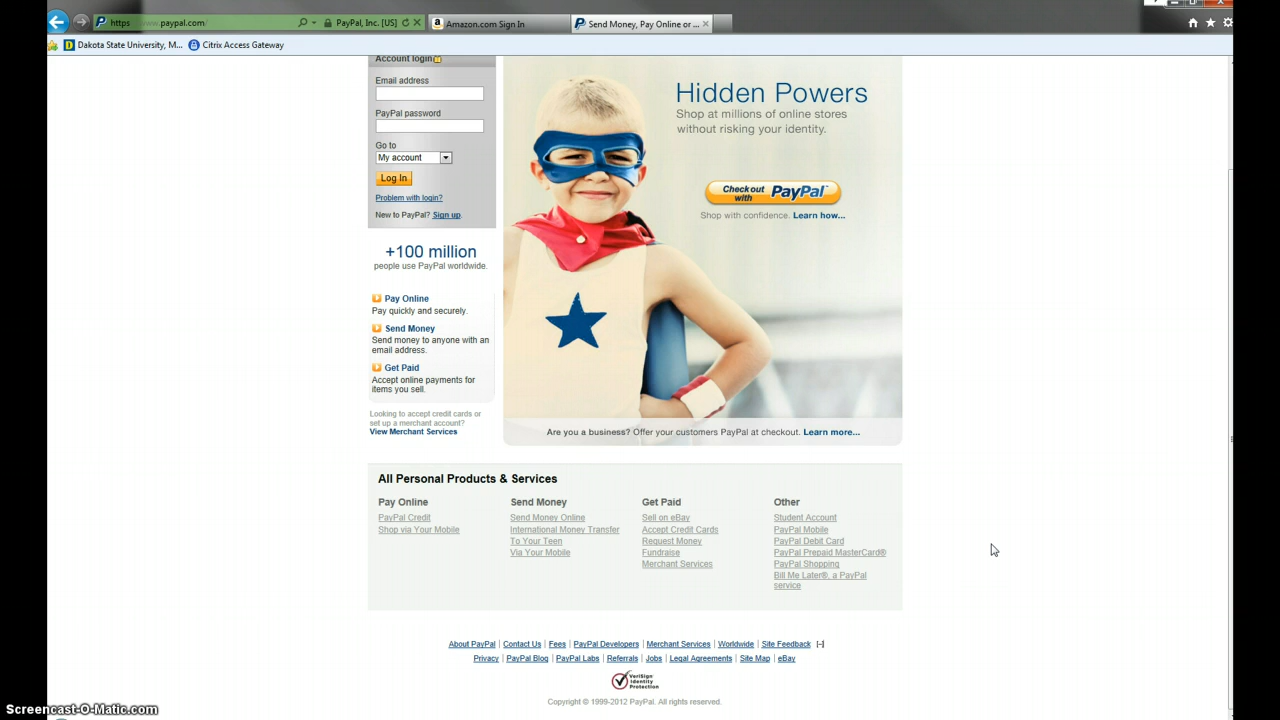 https://www.paypal.com/
PayPal, Inc. [US]
Amazon.com Sign In
Send Money, Pay Online or ...
Dakota State University, M...
Citrix Access Gateway
Account login
Email address
PayPal password
Go to
My account
Log In
Problem with login?
New to PayPal? Sign up.
+100 million
people use PayPal worldwide.
Pay Online
Pay quickly and securely.
Send Money
Send money to anyone with an
email address.
Get Paid
Accept online payments for
items you sell.
Looking to accept credit cards or
set up a merchant account?
View Merchant Services
Hidden Powers
Shop at millions of online stores
without risking your identity.
Check out
with PayPal™
Shop with confidence. Learn how...
Are you a business? Offer your customers PayPal at checkout. Learn more...
All Personal Products & Services
Pay Online
PayPal Credit
Shop via Your Mobile
Send Money
Send Money Online
International Money Transfer
To Your Teen
Via Your Mobile
Get Paid
Sell on eBay
Accept Credit Cards
Request Money
Fundraise
Merchant Services
Other
Student Account
PayPal Mobile
PayPal Debit Card
PayPal Prepaid MasterCard®
PayPal Shopping
Bill Me Later®, a PayPal
service
About PayPal | Contact Us | Fees | PayPal Developers | Merchant Services | Worldwide | Site Feedback [-]
Privacy | PayPal Blog | PayPal Labs | Referrals | Jobs | Legal Agreements | Site Map | eBay
VeriSign
Identity
Protection
Copyright © 1999-2012 PayPal. All rights reserved.
Screencast-O-Matic.com